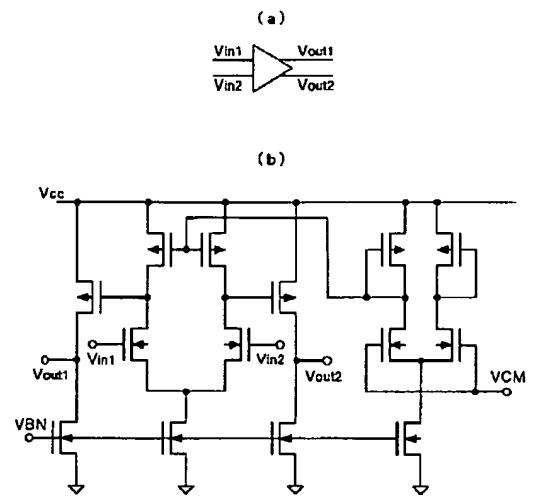 (a)
Vin1 Vout1
Vin2 Vout2
(b)
Vcc
Vin1 Vin2
Vout1 Vout2 VCM
VBN